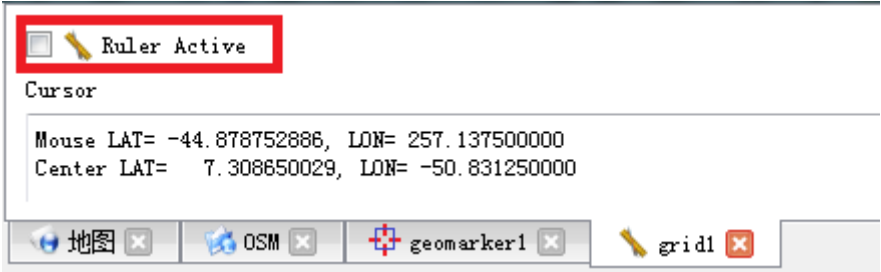 Ruler Active
Cursor
Mouse LAT= -44.878752886, LON= 257.137500000
Center LAT=   7.308650029, LON= -50.831250000
地图 OSM geomarker1 grid1